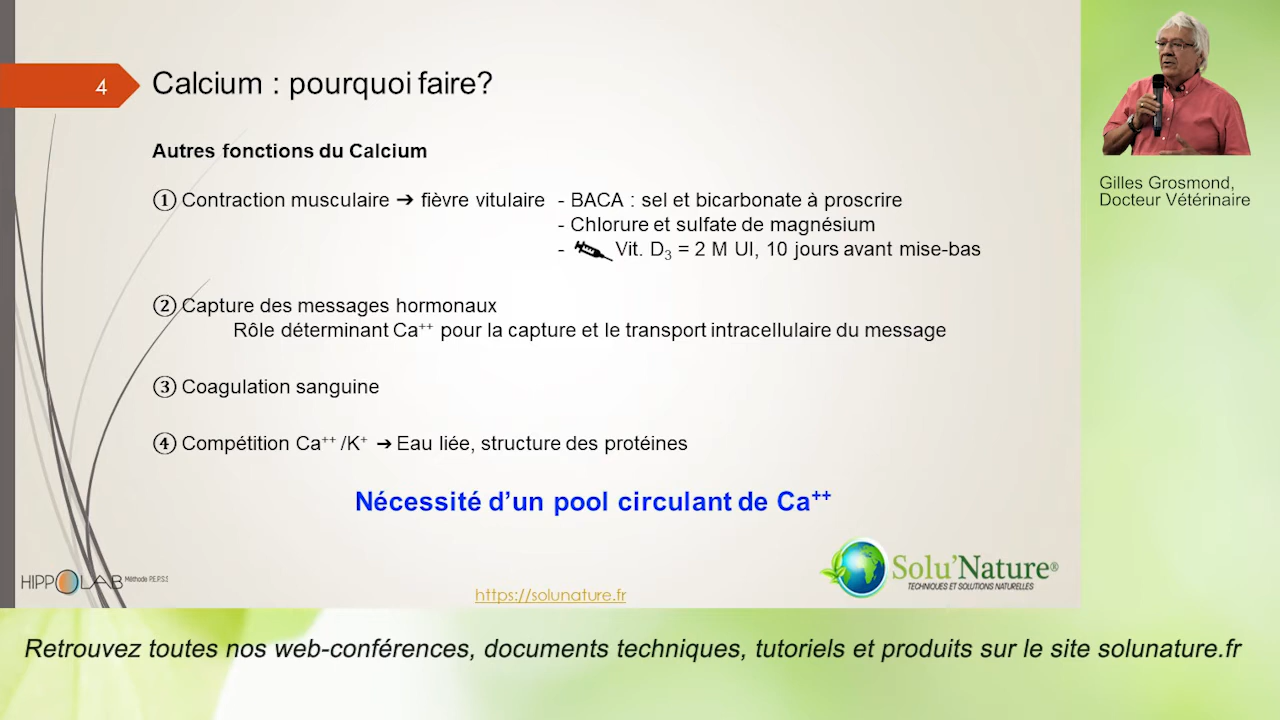 4
Calcium : pourquoi faire?
Autres fonctions du Calcium
① Contraction musculaire ➔ fièvre vitulaire - BACA : sel et bicarbonate à proscrire
- Chlorure et sulfate de magnésium
- Vit. D₃ = 2 M UI, 10 jours avant mise-bas
② Capture des messages hormonaux
Rôle déterminant Ca⁺⁺ pour la capture et le transport intracellulaire du message
③ Coagulation sanguine
④ Compétition Ca⁺⁺ /K⁺ ➔ Eau liée, structure des protéines
Nécessité d’un pool circulant de Ca⁺⁺
HIPPOLAB Méthode P.E.P.S.S
https://solunature.fr
Solu’Nature®
TECHNIQUES ET SOLUTIONS NATURELLES
Gilles Grosmond,
Docteur Vétérinaire
Retrouvez toutes nos web-conférences, documents techniques, tutoriels et produits sur le site solunature.fr